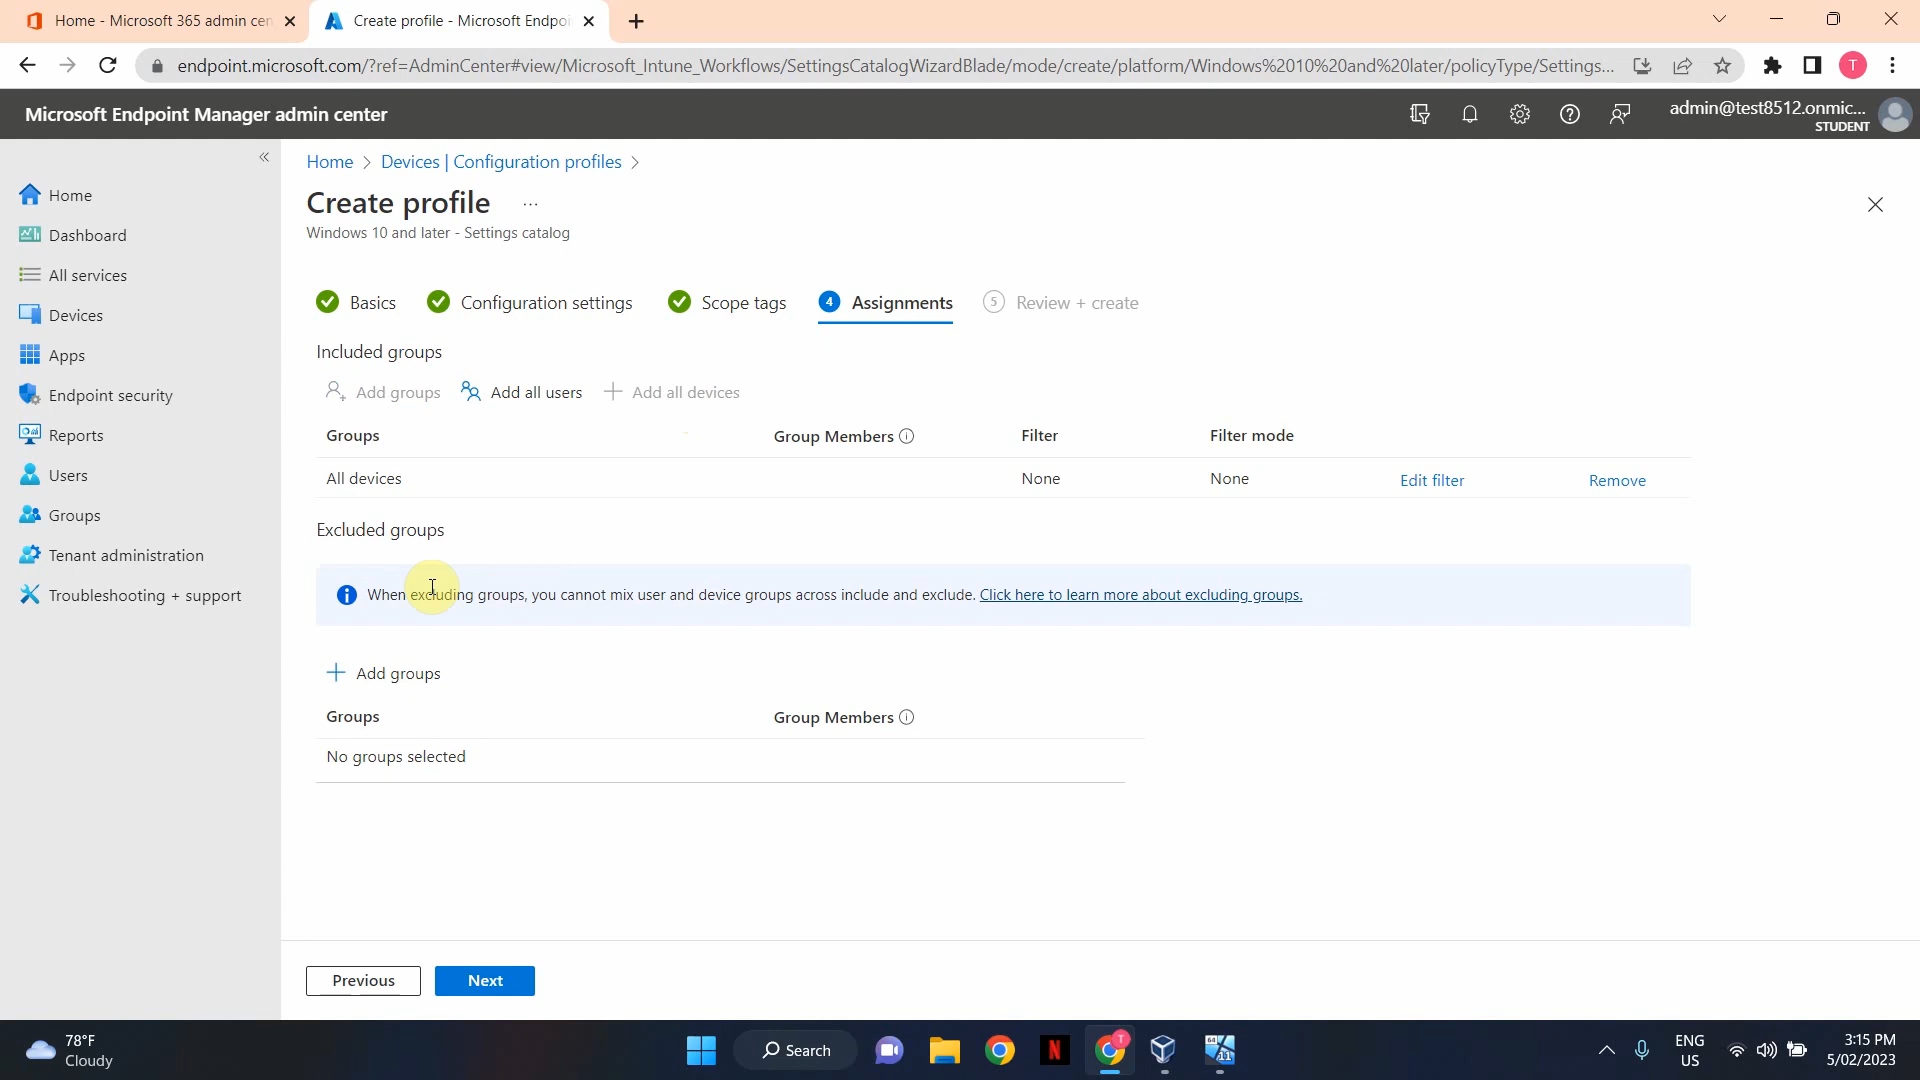 Home - Microsoft 365 admin cen
Create profile - Microsoft Endpoi
endpoint.microsoft.com/?ref=AdminCenter#view/Microsoft_Intune_Workflows/SettingsCatalogWizardBlade/mode/create/platform/Windows%2010%20and%20later/policyType/Settings...
T
Microsoft Endpoint Manager admin center
admin@test8512.onmic...
STUDENT
Home
Dashboard
All services
Devices
Apps
Endpoint security
Reports
Users
Groups
Tenant administration
Troubleshooting + support
Home > Devices | Configuration profiles >
Create profile ...
Windows 10 and later - Settings catalog
Basics Configuration settings Scope tags 4 Assignments 5 Review + create
Included groups
Add groups Add all users Add all devices
Groups Group Members Filter Filter mode
All devices None None Edit filter Remove
Excluded groups
When excluding groups, you cannot mix user and device groups across include and exclude. Click here to learn more about excluding groups.
Add groups
Groups Group Members
No groups selected
Previous Next
78°F
Cloudy
Search
N
T
64
11
ENG
US
3:15 PM
5/02/2023